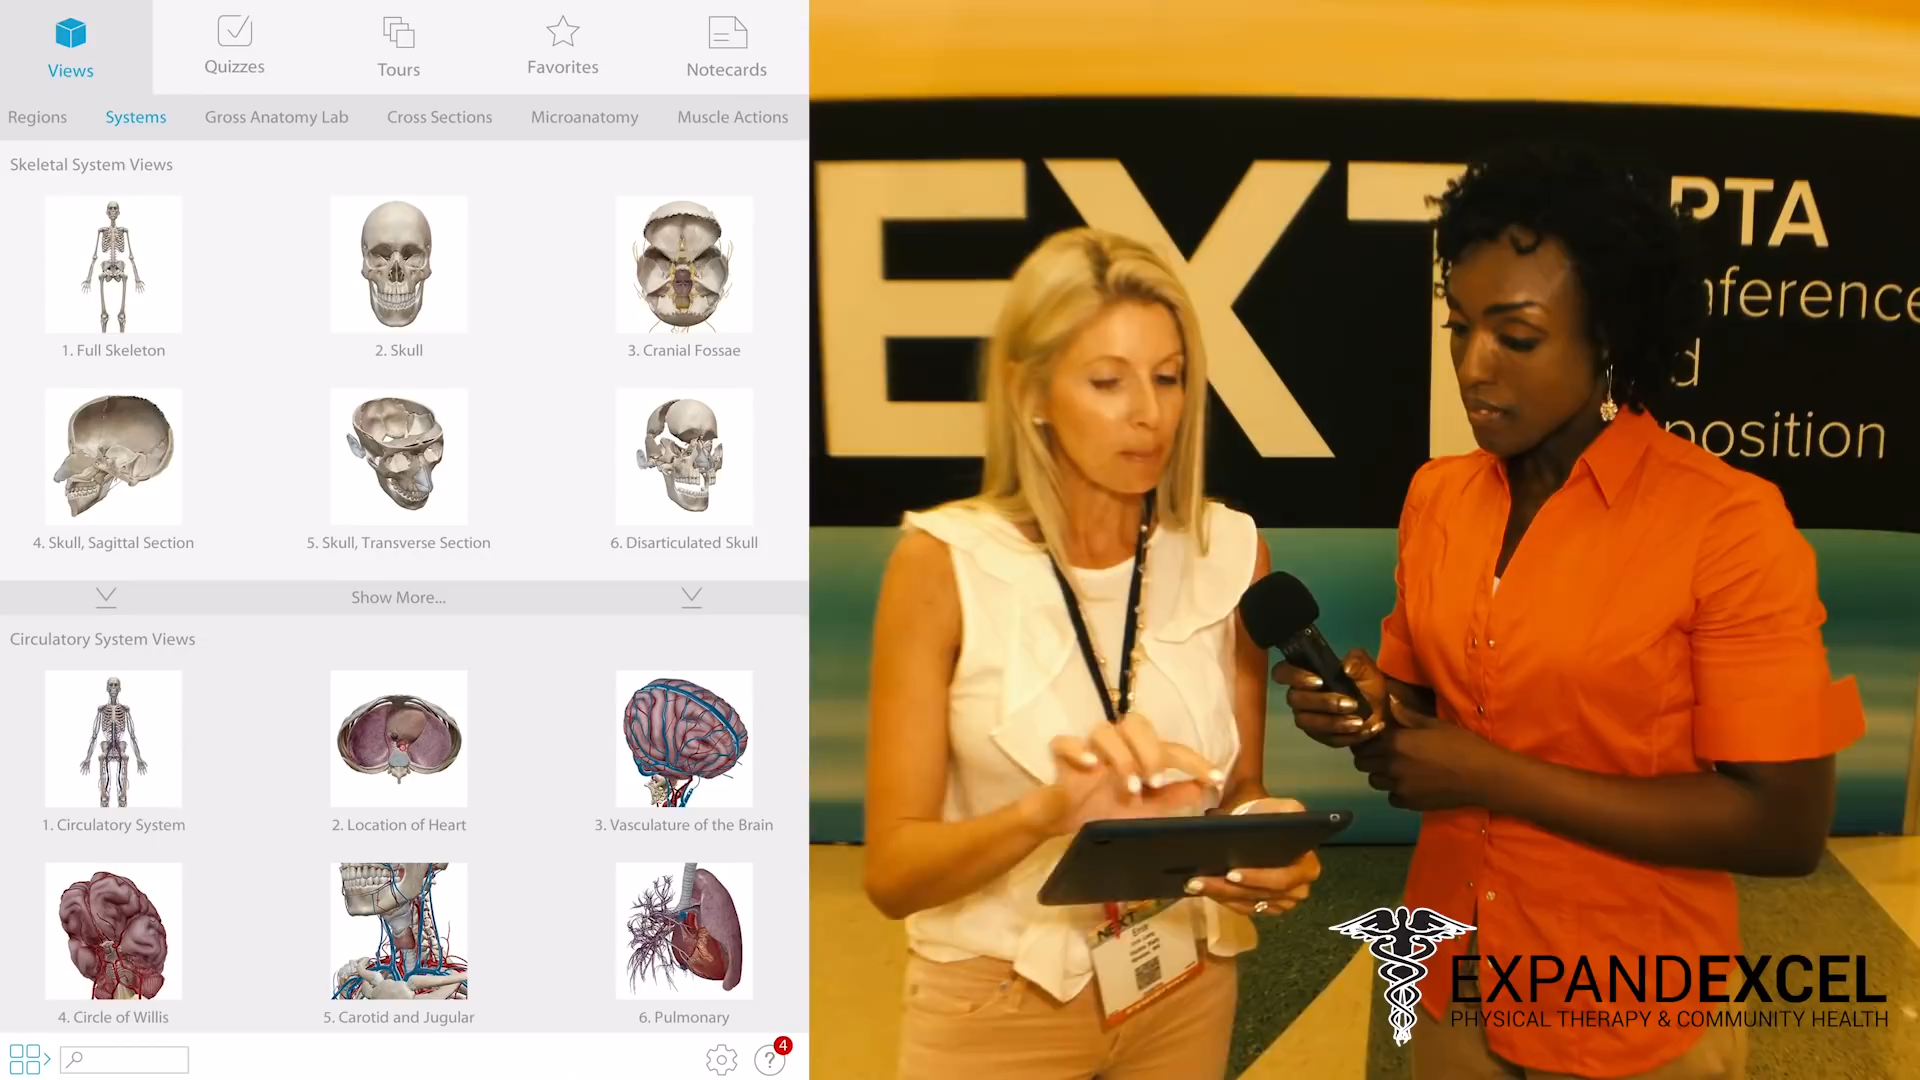 Views
Quizzes
Tours
Favorites
Notecards
Regions
Systems
Gross Anatomy Lab
Cross Sections
Microanatomy
Muscle Actions
Skeletal System Views
1. Full Skeleton
2. Skull
3. Cranial Fossae
4. Skull, Sagittal Section
5. Skull, Transverse Section
6. Disarticulated Skull
Show More...
Circulatory System Views
1. Circulatory System
2. Location of Heart
3. Vasculature of the Brain
4. Circle of Willis
5. Carotid and Jugular
6. Pulmonary
4
?
EXT
PTA
nference
d
position
NEXT
EXPANDEXCEL
PHYSICAL THERAPY & COMMUNITY HEALTH